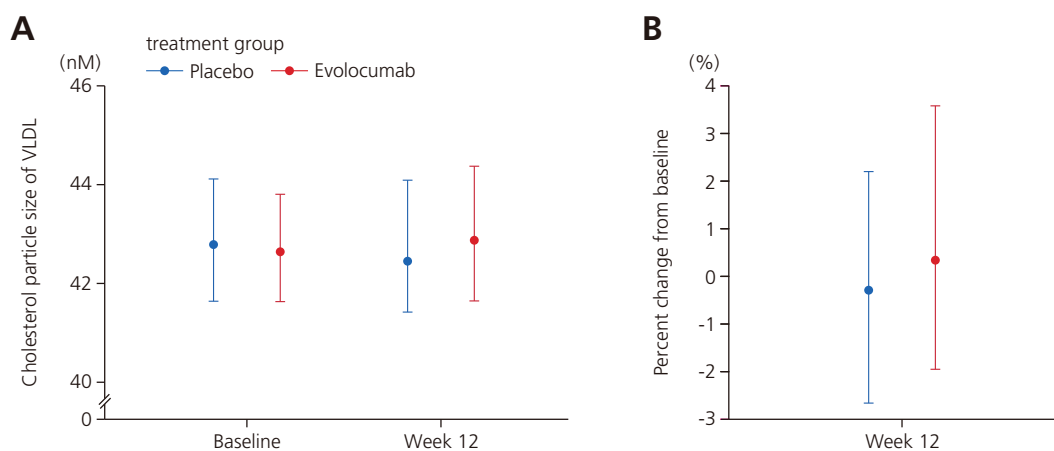 A
treatment group
Placebo
Evolocumab
(nM)
46
44
42
40
0
Cholesterol particle size of VLDL
Baseline
Week 12
B
(%)
4
3
2
1
0
-1
-2
-3
Percent change from baseline
Week 12